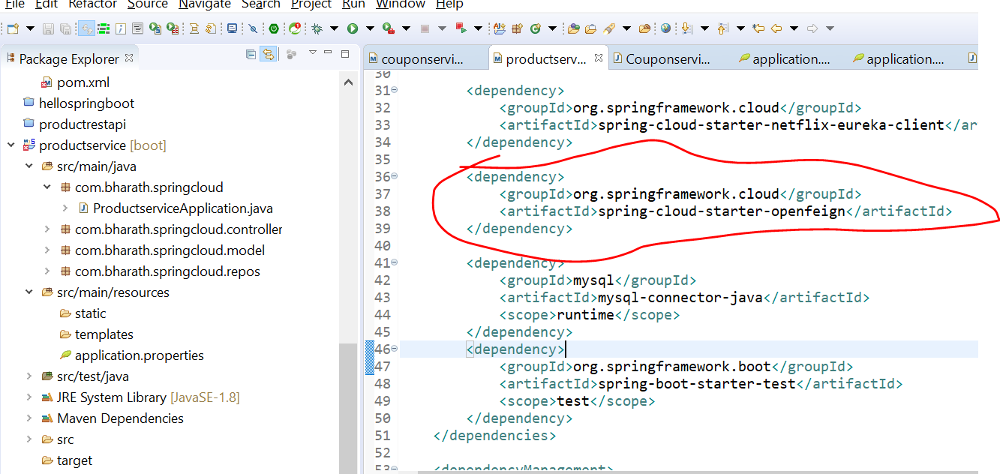 File Edit Refactor Source Navigate Search Project Run Window Help
Package Explorer
pom.xml
hellospringboot
productrestapi
productservice [boot]
src/main/java
com.bharath.springcloud
ProductserviceApplication.java
com.bharath.springcloud.controller
com.bharath.springcloud.model
com.bharath.springcloud.repos
src/main/resources
static
templates
application.properties
src/test/java
JRE System Library [JavaSE-1.8]
Maven Dependencies
src
target
couponservi... productserv... Couponservi... application.... application....
30
31 <dependency>
32 <groupId>org.springframework.cloud</groupId>
33 <artifactId>spring-cloud-starter-netflix-eureka-client</ar
34 </dependency>
35
36 <dependency>
37 <groupId>org.springframework.cloud</groupId>
38 <artifactId>spring-cloud-starter-openfeign</artifactId>
39 </dependency>
40
41 <dependency>
42 <groupId>mysql</groupId>
43 <artifactId>mysql-connector-java</artifactId>
44 <scope>runtime</scope>
45 </dependency>
46 <dependency>
47 <groupId>org.springframework.boot</groupId>
48 <artifactId>spring-boot-starter-test</artifactId>
49 <scope>test</scope>
50 </dependency>
51 </dependencies>
52
53 <dependencyManagement>